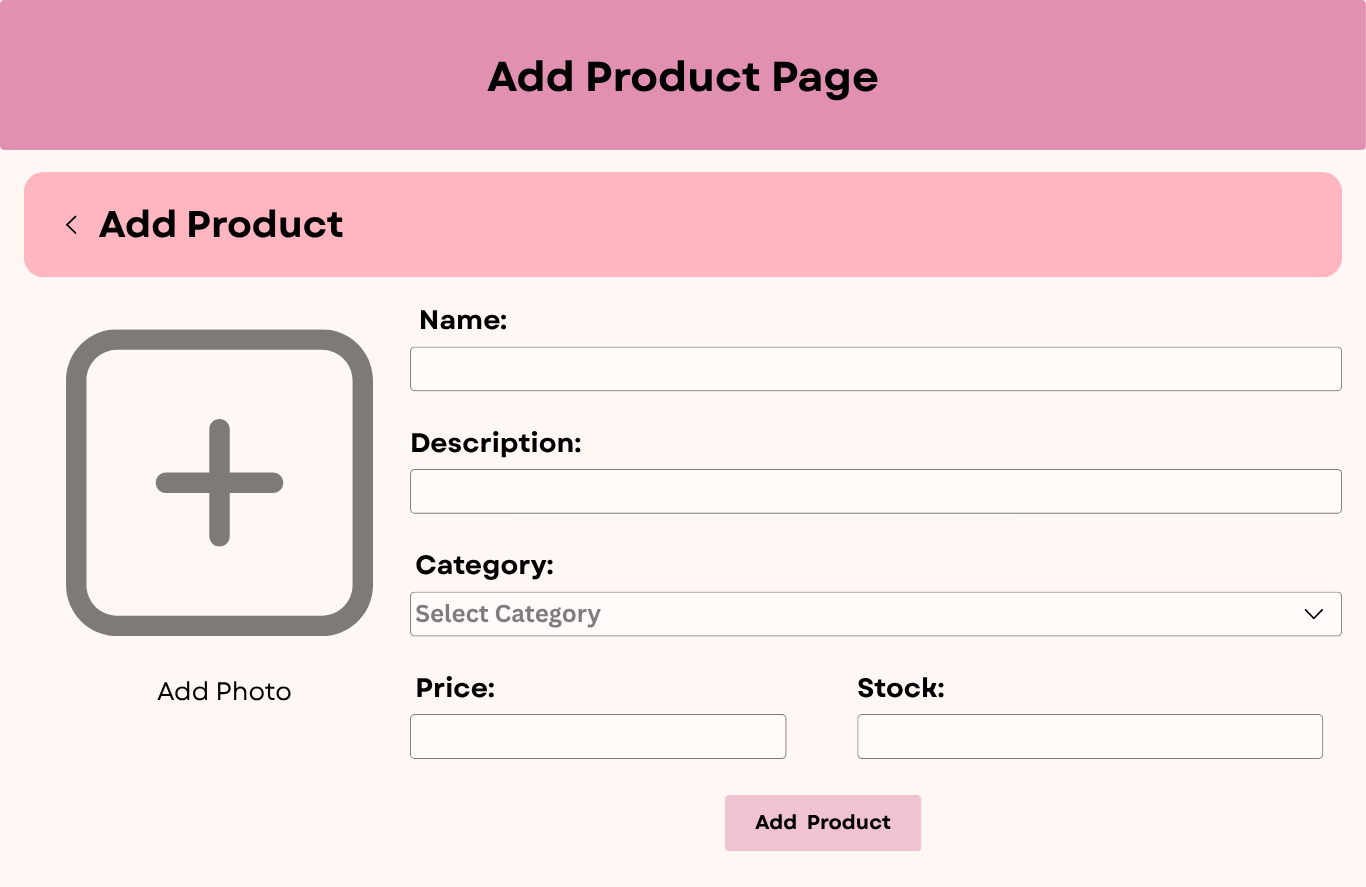 Add Product Page
Add Product
Name:
Description:
Category:
Select Category
Add Photo
Price:
Stock:
Add Product